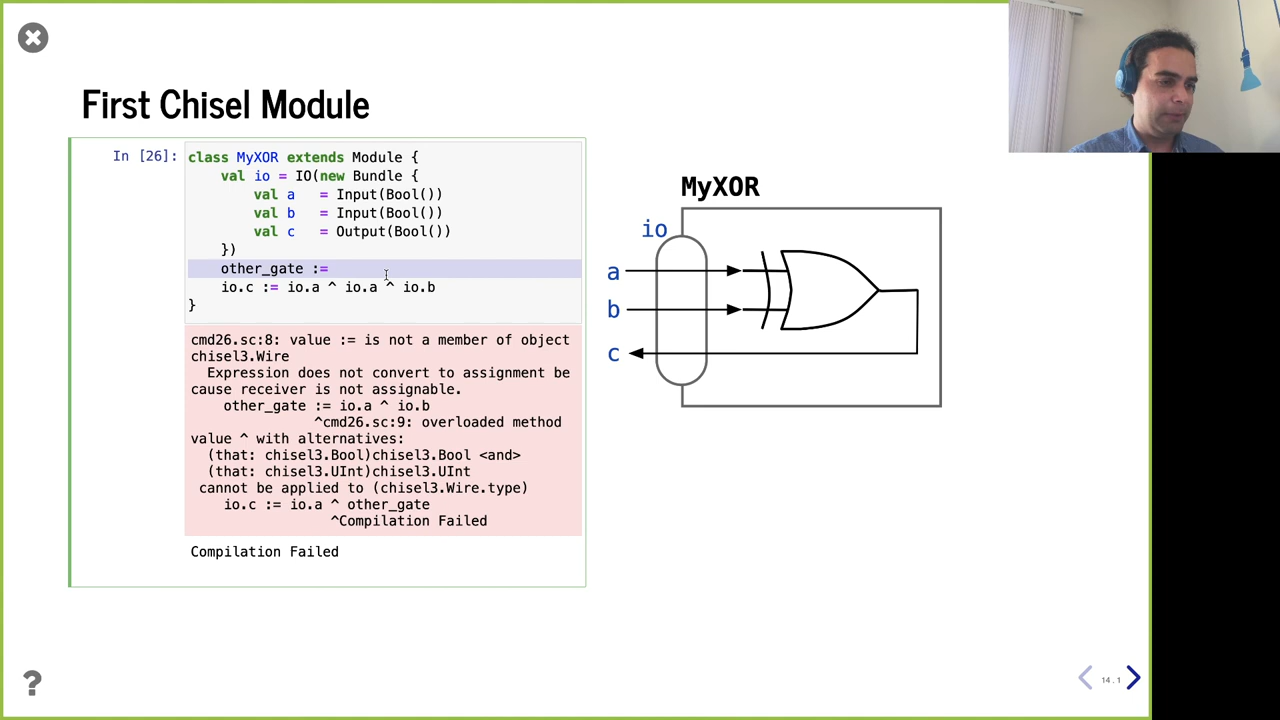 First Chisel Module
In [26]:
class MyXOR extends Module {
    val io = IO(new Bundle {
        val a   = Input(Bool())
        val b   = Input(Bool())
        val c   = Output(Bool())
    })
    other_gate :=
    io.c := io.a ^ io.a ^ io.b
}
cmd26.sc:8: value := is not a member of object
chisel3.Wire
  Expression does not convert to assignment be
cause receiver is not assignable.
    other_gate := io.a ^ io.b
               ^cmd26.sc:9: overloaded method
value ^ with alternatives:
  (that: chisel3.Bool)chisel3.Bool <and>
  (that: chisel3.UInt)chisel3.UInt
 cannot be applied to (chisel3.Wire.type)
    io.c := io.a ^ other_gate
                 ^Compilation Failed
Compilation Failed
MyXOR
io
a
b
c
?
14.1